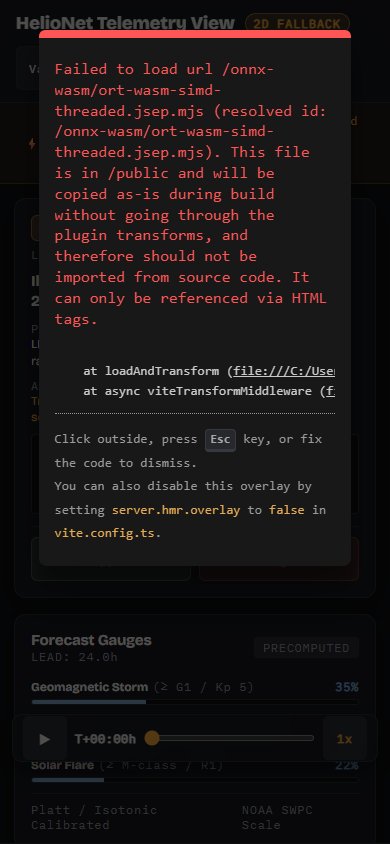 HelioNet Telemetry View 2D FALLBACK
Failed to load url /onnx-
wasm/ort-wasm-simd-
threaded.jsep.mjs (resolved id:
/onnx-wasm/ort-wasm-simd-
threaded.jsep.mjs). This file
is in /public and will be
copied as-is during build
without going through the
plugin transforms, and
therefore should not be
imported from source code. It
can only be referenced via HTML
tags.
at loadAndTransform (file:///C:/Use
at async viteTransformMiddleware (f
Click outside, press Esc key, or fix
the code to dismiss.
You can also disable this overlay by
setting server.hmr.overlay to false in
vite.config.ts.
Forecast Gauges
LEAD: 24.0h
PRECOMPUTED
Geomagnetic Storm (≥ G1 / Kp 5) 35%
T+00:00h 1x
Solar Flare (≥ M-class / R1) 22%
Platt / Isotonic
Calibrated
NOAA SWPC
Scale